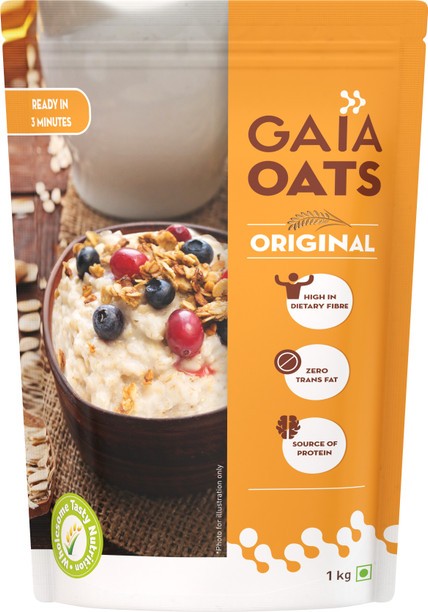 READY IN
3 MINUTES
GAIA
OATS
ORIGINAL
HIGH IN
DIETARY FIBRE
ZERO
TRANS FAT
SOURCE OF
PROTEIN
*Photo for illustration only
Wholesome Tasty Nutrition
1 kg